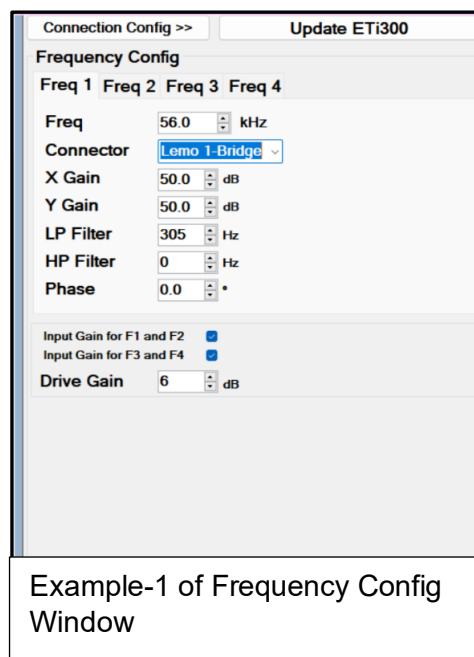 Connection Config >> Update ETi300
Frequency Config
Freq 1 Freq 2 Freq 3 Freq 4
Freq 56.0 kHz
Connector Lemo 1-Bridge
X Gain 50.0 dB
Y Gain 50.0 dB
LP Filter 305 Hz
HP Filter 0 Hz
Phase 0.0 °
Input Gain for F1 and F2
Input Gain for F3 and F4
Drive Gain 6 dB
Example-1 of Frequency Config
Window